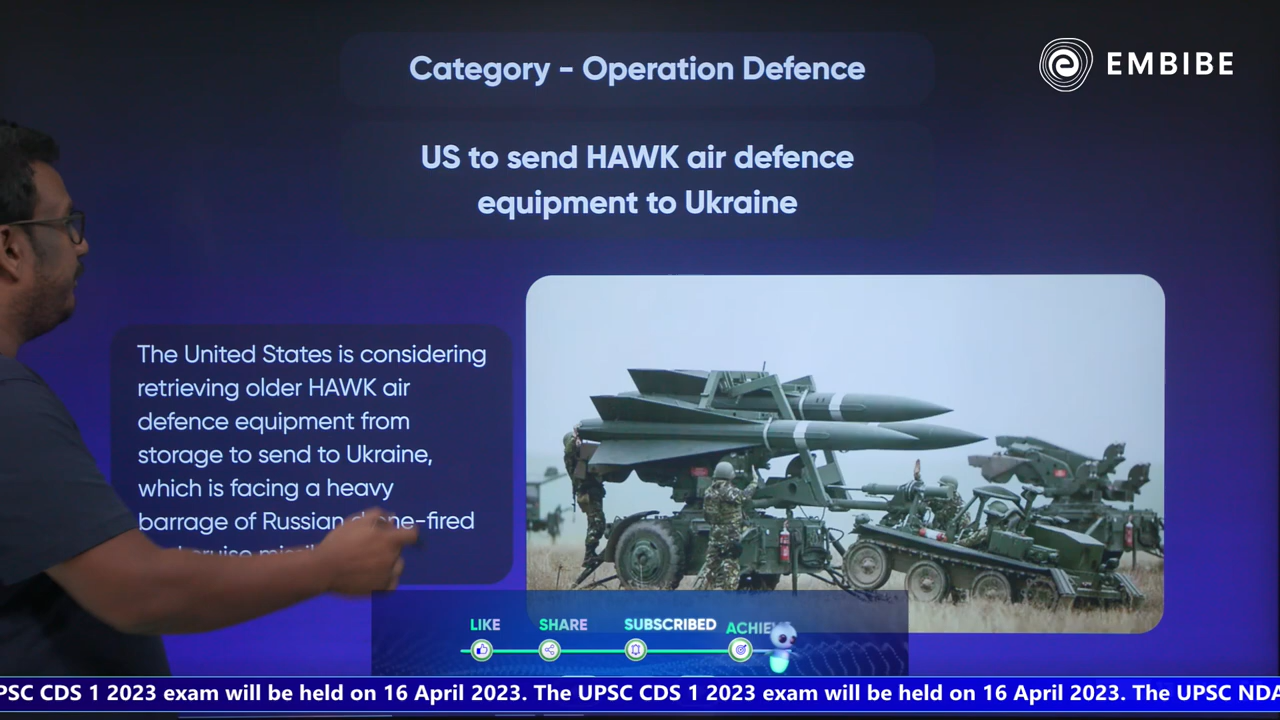 Category - Operation Defence
EMBIBE
US to send HAWK air defence
equipment to Ukraine
The United States is considering
retrieving older HAWK air
defence equipment from
storage to send to Ukraine,
which is facing a heavy
barrage of Russian
LIKE SHARE SUBSCRIBED
PSC CDS 1 2023 exam will be held on 16 April 2023. The UPSC CDS 1 2023 exam will be held on 16 April 2023. The UPSC NDA